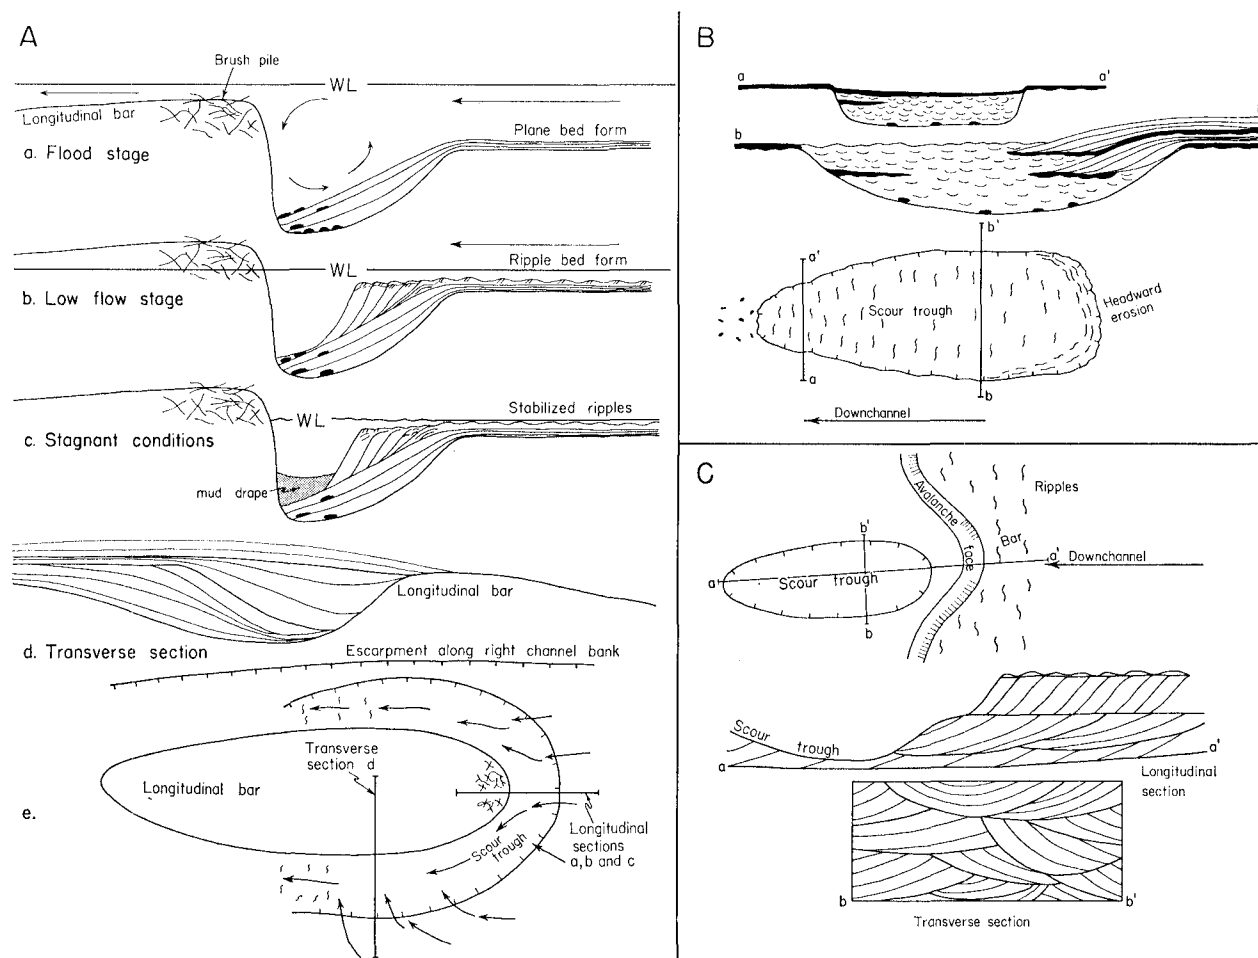 A
Brush pile
WL
Longitudinal bar
Plane bed form
a. Flood stage
WL
Ripple bed form
b. Low flow stage
WL
Stabilized ripples
c. Stagnant conditions
mud drape
Longitudinal bar
d. Transverse section
Escarpment along right channel bank
Transverse
section d
Longitudinal bar
e.
Scour
trough
Longitudinal
sections
a, b and c
B
a
a'
b
b'
a'
Scour trough
Headward
erosion
a
b
Downchannel
C
Avalanche
face
Ripples
Bar
b'
a'
Downchannel
a'
Scour trough
b
Scour
trough
a
a'
Longitudinal
section
b
b'
Transverse section